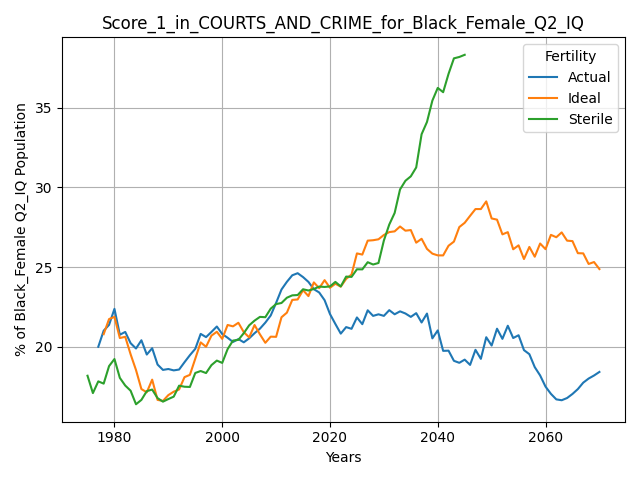 Score_1_in_COURTS_AND_CRIME_for_Black_Female_Q2_IQ
% of Black_Female Q2_IQ Population
35
30
25
20
1980
2000
2020
2040
2060
Years
Fertility
Actual
Ideal
Sterile